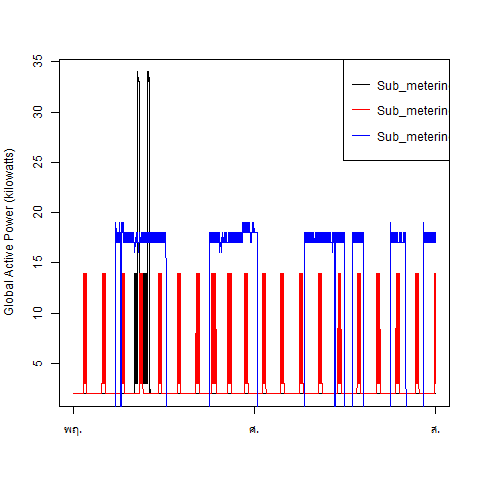 35
30
25
20
15
10
5
Global Active Power (kilowatts)
Sub_meterin
Sub_meterin
Sub_meterin
พฤ.
ศ.
ส.